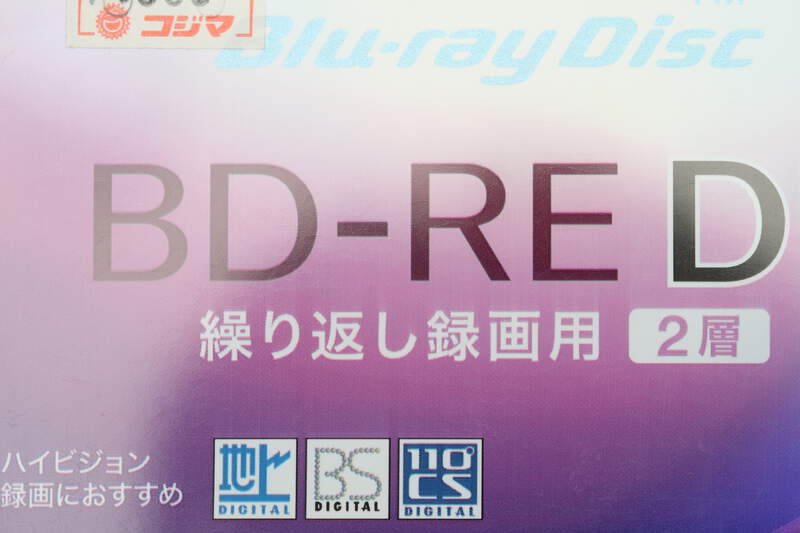 コジマ
Blu-ray Disc
BD-RE D
繰り返し録画用 2層
ハイビジョン
録画におすすめ
地上 BS 110°CS
DIGITAL DIGITAL DIGITAL